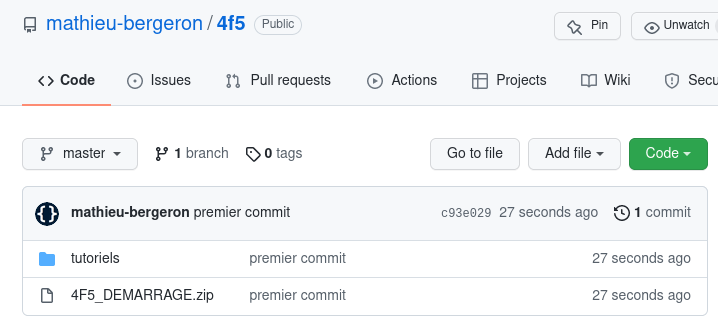 mathieu-bergeron / 4f5 Public Pin Unwatch
Code Issues Pull requests Actions Projects Wiki Secu
master 1 branch 0 tags Go to file Add file Code
mathieu-bergeron premier commit c93e029 27 seconds ago 1 commit
tutoriels premier commit 27 seconds ago
4F5_DEMARRAGE.zip premier commit 27 seconds ago